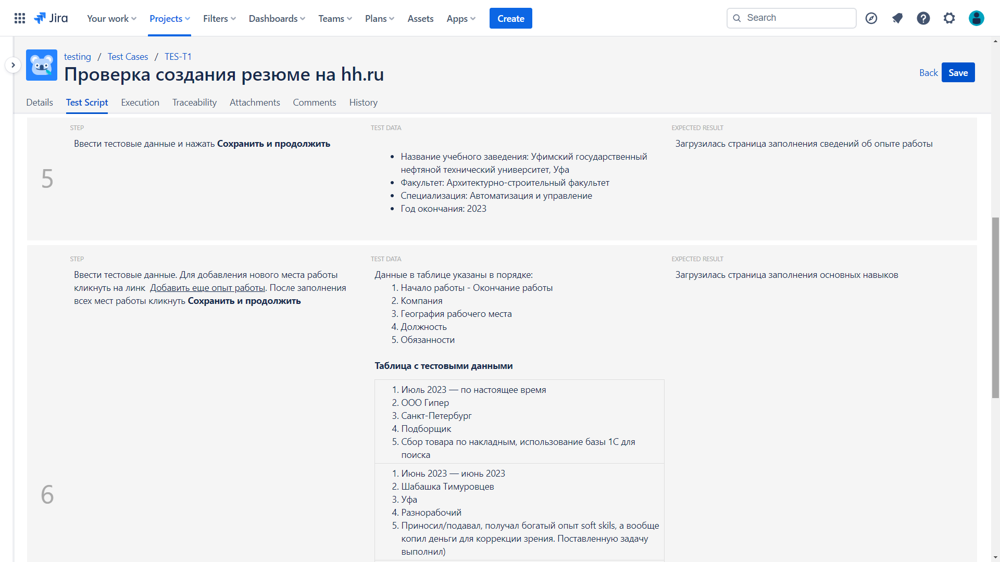 Jira
Your work
Projects
Filters
Dashboards
Teams
Plans
Assets
Apps
Create
Search
testing / Test Cases / TES-T1
Проверка создания резюме на hh.ru
Back
Save
Details
Test Script
Execution
Traceability
Attachments
Comments
History
STEP
TEST DATA
EXPECTED RESULT
5
Ввести тестовые данные и нажать Сохранить и продолжить
• Название учебного заведения: Уфимский государственный
нефтяной технический университет, Уфа
• Факультет: Архитектурно-строительный факультет
• Специализация: Автоматизация и управление
• Год окончания: 2023
Загрузилась страница заполнения сведений об опыте работы
STEP
TEST DATA
EXPECTED RESULT
6
Ввести тестовые данные. Для добавления нового места работы
кликнуть на линк Добавить еще опыт работы. После заполнения
всех мест работы кликнуть Сохранить и продолжить
Данные в таблице указаны в порядке:
1. Начало работы - Окончание работы
2. Компания
3. География рабочего места
4. Должность
5. Обязанности
Таблица с тестовыми данными
1. Июль 2023 — по настоящее время
2. ООО Гипер
3. Санкт-Петербург
4. Подборщик
5. Сбор товара по накладным, использование базы 1С для
поиска
1. Июнь 2023 — июнь 2023
2. Шабашка Тимуровцев
3. Уфа
4. Разнорабочий
5. Приносил/подавал, получал богатый опыт soft skils, а вообще
копил деньги для коррекции зрения. Поставленную задачу
выполнил)
Загрузилась страница заполнения основных навыков